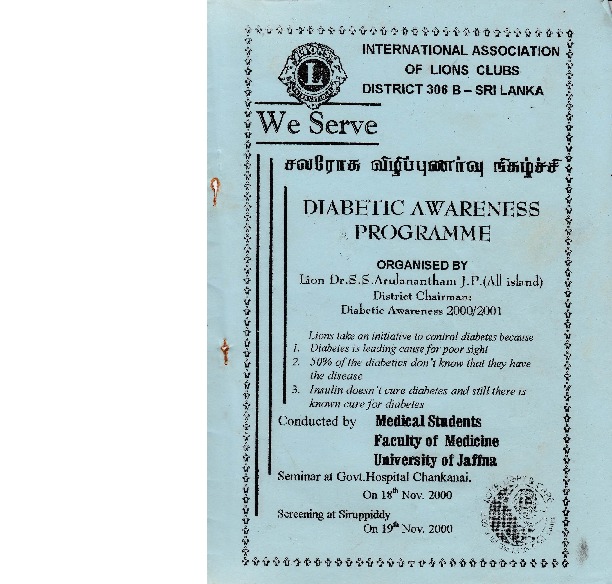 INTERNATIONAL ASSOCIATION
OF LIONS CLUBS
DISTRICT 306 B – SRI LANKA
L
We Serve
சலரோக விழிப்புணர்வு நிகழ்ச்சி
DIABETIC AWARENESS
PROGRAMME
ORGANISED BY
Lion Dr.S.S.Arulanantham J.P.(All island)
District Chairman:
Diabetic Awareness 2000/2001
Lions take an initiative to control diabetes because
1. Diabetes is leading cause for poor sight
2. 50% of the diabetics don't know that they have
the disease
3. Insulin doesn't cure diabetes and still there is
known cure for diabetes
Conducted by Medical Students
Faculty of Medicine
University of Jaffna
Seminar at Govt.Hospital Chankanai.
On 18th Nov. 2000
Screening at Siruppiddy
On 19th Nov. 2000